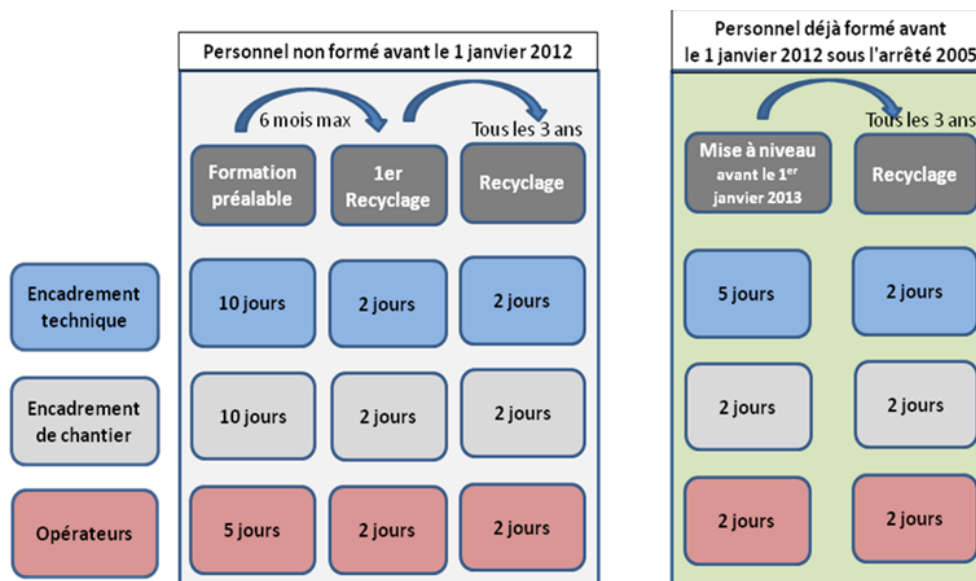 Personnel non formé avant le 1 janvier 2012
6 mois max
Tous les 3 ans
Formation
préalable
1er
Recyclage
Recyclage
Personnel déjà formé avant
le 1 janvier 2012 sous l'arrêté 2005
Tous les 3 ans
Mise à niveau
avant le 1er
janvier 2013
Recyclage
Encadrement
technique
10 jours
2 jours
2 jours
5 jours
2 jours
Encadrement
de chantier
10 jours
2 jours
2 jours
2 jours
2 jours
Opérateurs
5 jours
2 jours
2 jours
2 jours
2 jours